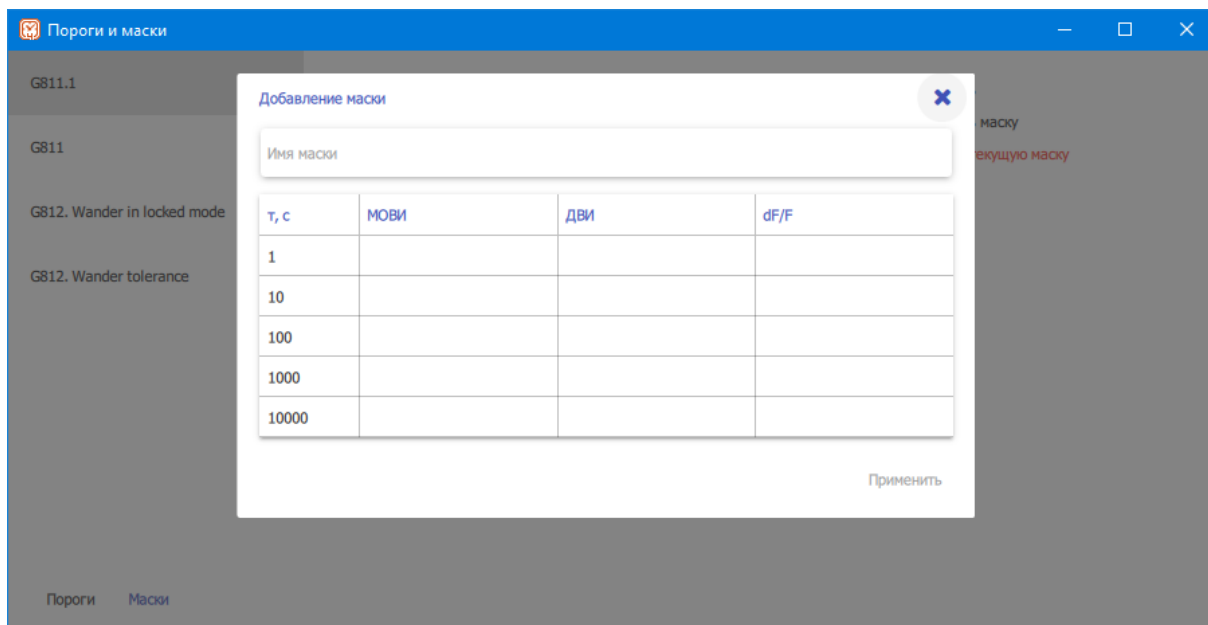 Пороги и маски
G811.1
G811
G812. Wander in locked mode
G812. Wander tolerance
маску
текущую маску
Добавление маски
Имя маски
τ, с МОВИ ДВИ dF/F
1
10
100
1000
10000
Применить
Пороги Маски